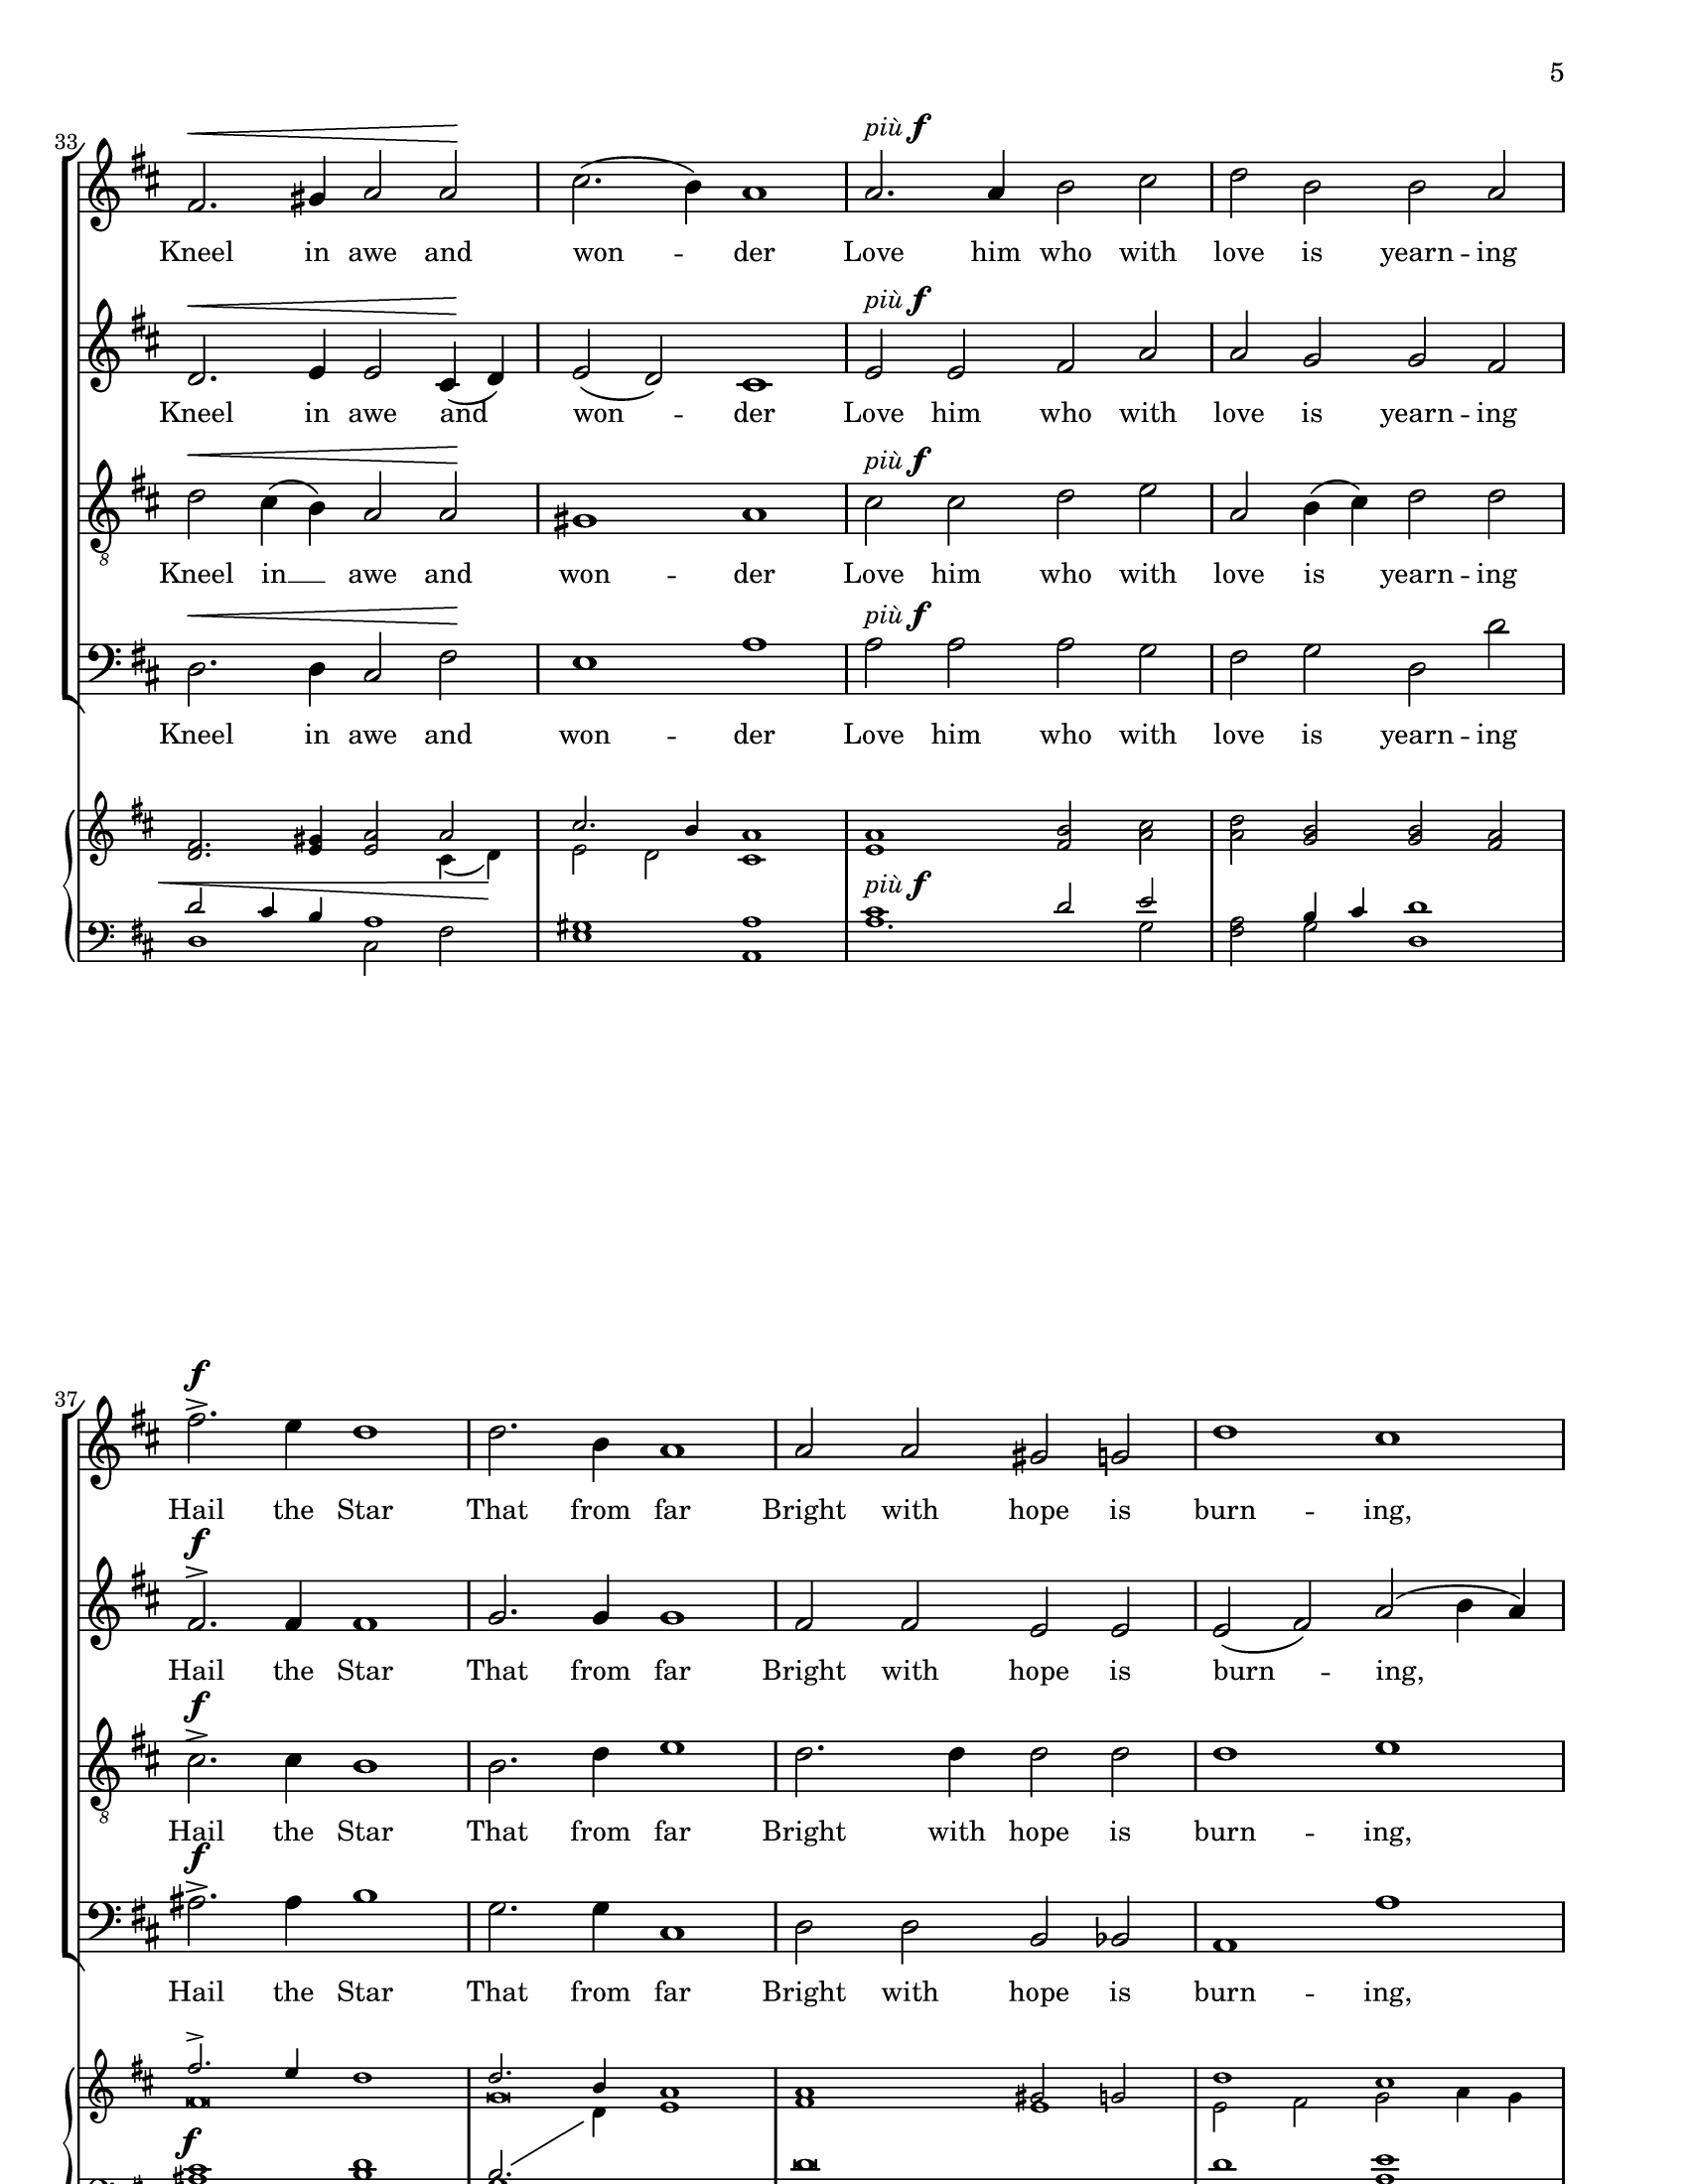 5
33
Kneel in awe and won -- der Love him who with love is yearn -- ing
più f
più f
Kneel in awe and won -- der Love him who with love is yearn -- ing
più f
8
Kneel in __ awe and won -- der Love him who with love is yearn -- ing
più f
Kneel in awe and won -- der Love him who with love is yearn -- ing
più f
37
f
Hail the Star That from far Bright with hope is burn -- ing,
f
Hail the Star That from far Bright with hope is burn -- ing,
f
8
Hail the Star That from far Bright with hope is burn -- ing,
f
Hail the Star That from far Bright with hope is burn -- ing,
f